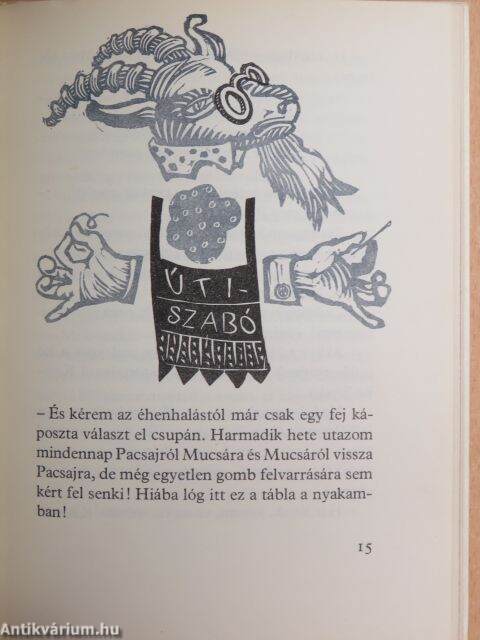 ÚTI-
SZABÓ
– És kérem az éhenhalástól már csak egy fej ká-
poszta választ el csupán. Harmadik hete utazom
mindennap Pacsajról Mucsára és Mucsáról vissza
Pacsajra, de még egyetlen gomb felvarrására sem
kért fel senki! Hiába lóg itt ez a tábla a nyakam-
ban!
15
Antikvárium.hu